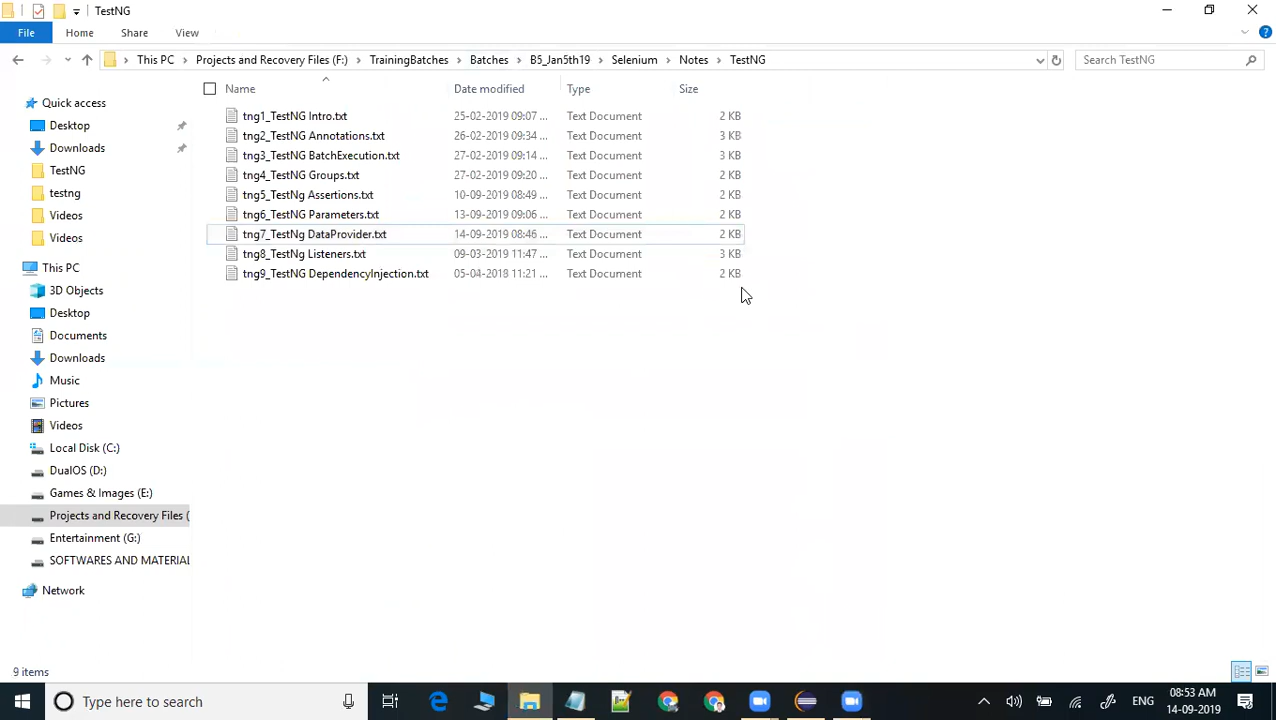 TestNG
File Home Share View
This PC Projects and Recovery Files (F:) TrainingBatches Batches B5_Jan5th19 Selenium Notes TestNG Search TestNG
Name Date modified Type Size
Quick access
Desktop
Downloads
TestNG
testng
Videos
Videos
This PC
3D Objects
Desktop
Documents
Downloads
Music
Pictures
Videos
Local Disk (C:)
DualOS (D:)
Games & Images (E:)
Projects and Recovery Files (
Entertainment (G:)
SOFTWARES AND MATERIAL
Network
tng1_TestNG Intro.txt 25-02-2019 09:07 ... Text Document 2 KB
tng2_TestNG Annotations.txt 26-02-2019 09:34 ... Text Document 3 KB
tng3_TestNG BatchExecution.txt 27-02-2019 09:14 ... Text Document 3 KB
tng4_TestNG Groups.txt 27-02-2019 09:20 ... Text Document 2 KB
tng5_TestNg Assertions.txt 10-09-2019 08:49 ... Text Document 2 KB
tng6_TestNG Parameters.txt 13-09-2019 09:06 ... Text Document 2 KB
tng7_TestNg DataProvider.txt 14-09-2019 08:46 ... Text Document 2 KB
tng8_TestNg Listeners.txt 09-03-2019 11:47 ... Text Document 3 KB
tng9_TestNG DependencyInjection.txt 05-04-2018 11:21 ... Text Document 2 KB
9 items
Type here to search
ENG
08:53 AM
14-09-2019